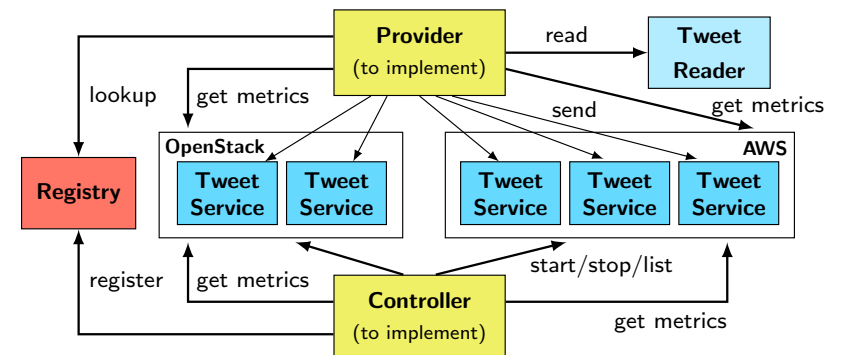 Provider
(to implement)
read
Tweet
Reader
lookup
get metrics
send
get metrics
OpenStack
AWS
Registry
Tweet
Service
Tweet
Service
Tweet
Service
Tweet
Service
Tweet
Service
register
get metrics
start/stop/list
Controller
(to implement)
get metrics